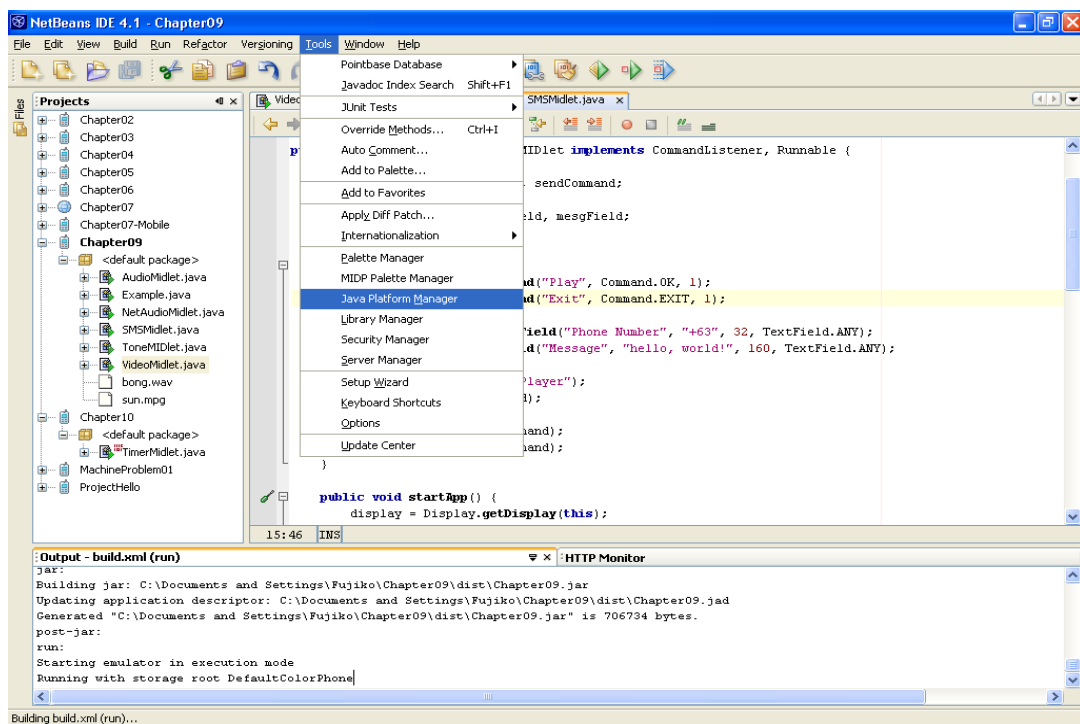 NetBeans IDE 4.1 - Chapter09
File Edit View Build Run Refactor Versioning Tools Window Help
Pointbase Database
Javadoc Index Search Shift+F1
JUnit Tests
Override Methods... Ctrl+I
Auto Comment...
Add to Palette...
Add to Favorites
Apply Diff Patch...
Internationalization
Palette Manager
MIDP Palette Manager
Java Platform Manager
Library Manager
Security Manager
Server Manager
Setup Wizard
Keyboard Shortcuts
Options
Update Center
Files
Projects
Chapter02
Chapter03
Chapter04
Chapter05
Chapter06
Chapter07
Chapter07-Mobile
Chapter09
<default package>
AudioMidlet.java
Example.java
NetAudioMidlet.java
SMSMidlet.java
ToneMIDlet.java
VideoMidlet.java
bong.wav
sun.mpg
Chapter10
<default package>
TimerMidlet.java
MachineProblem01
ProjectHello
Videc SMSMidlet.java x
p IDlet implements CommandListener, Runnable {
, sendCommand;
eld, mesgField;
nd("Play", Command.OK, 1);
nd("Exit", Command.EXIT, 1);
Field("Phone Number", "+63", 32, TextField.ANY);
ld("Message", "hello, world!", 160, TextField.ANY);
Player");
d);
mand);
mand);
}
public void startApp() {
display = Display.getDisplay(this);
15:46 INS
Output - build.xml (run)
HTTP Monitor
jar:
Building jar: C:\Documents and Settings\Fujiko\Chapter09\dist\Chapter09.jar
Updating application descriptor: C:\Documents and Settings\Fujiko\Chapter09\dist\Chapter09.jad
Generated "C:\Documents and Settings\Fujiko\Chapter09\dist\Chapter09.jar" is 706734 bytes.
post-jar:
run:
Starting emulator in execution mode
Running with storage root DefaultColorPhone
Building build.xml (run)...